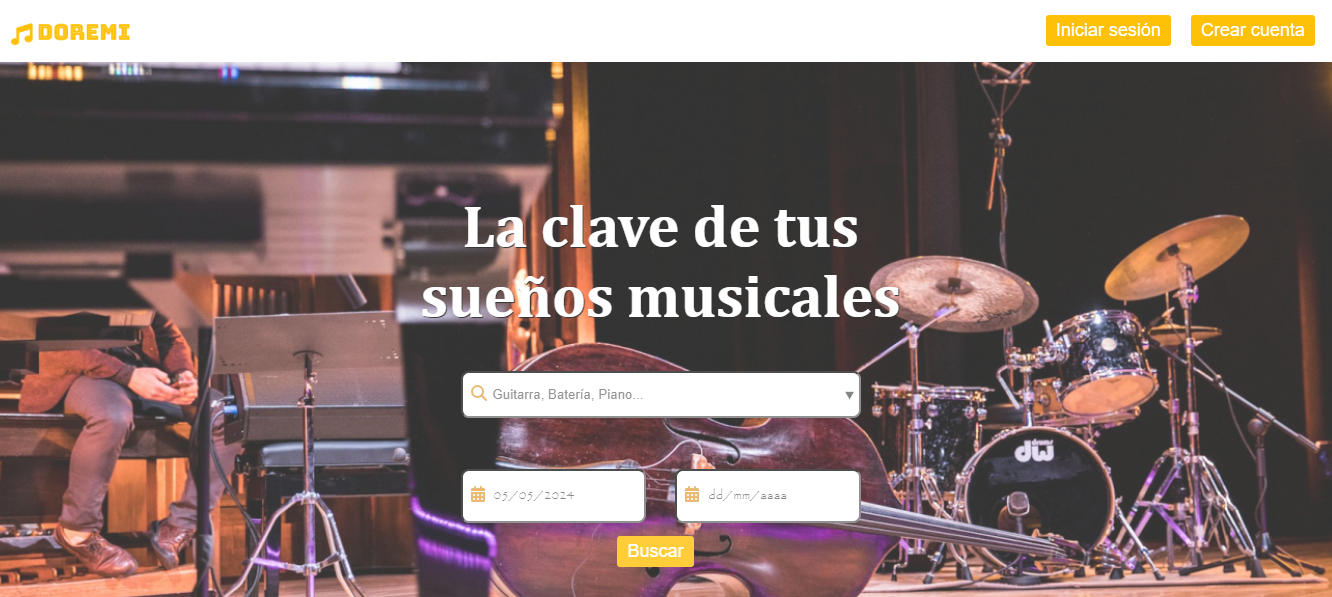 DOREMI
Iniciar sesión
Crear cuenta
La clave de tus
sueños musicales
Guitarra, Batería, Piano...
05/05/2024
dd/mm/aaaa
Buscar
drums
dw